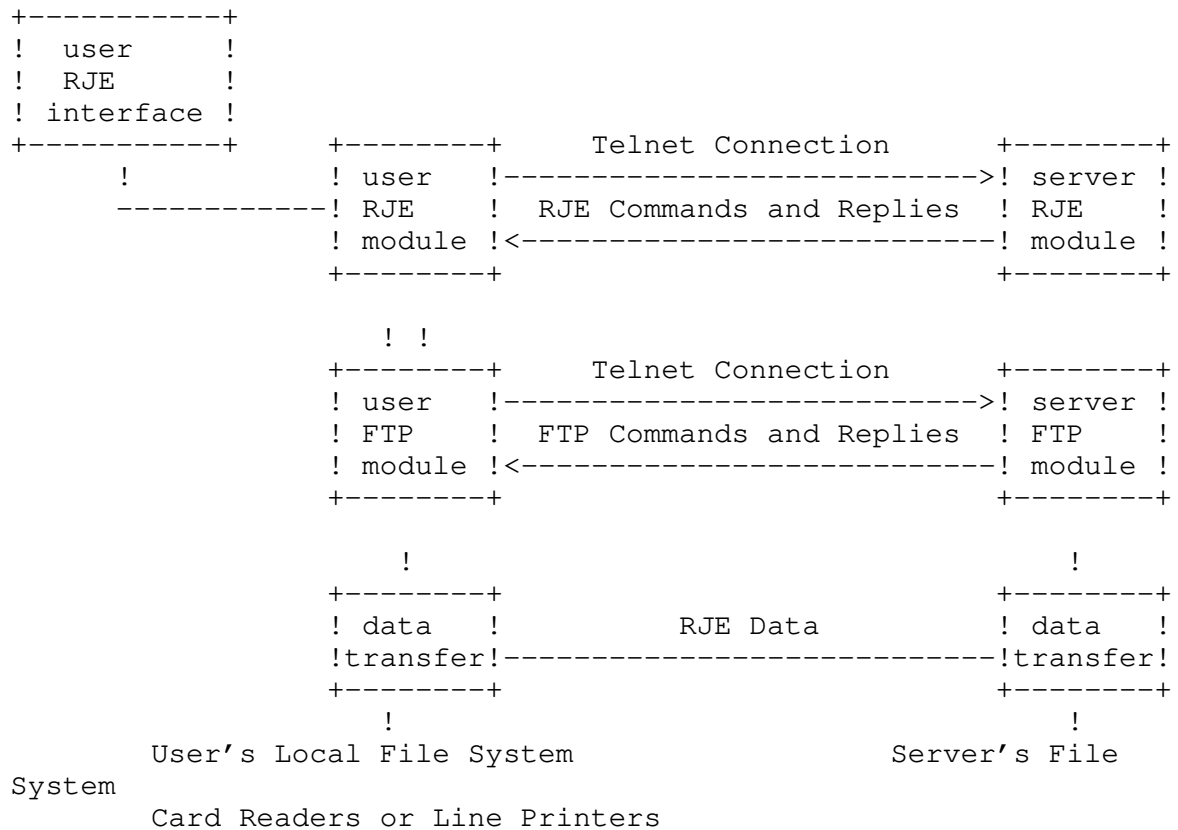 +-----------+
!  user     !
!  RJE      !
! interface !
+-----------+     +--------+     Telnet Connection      +--------+
      !           ! user   !--------------------------->! server !
      ------------! RJE    !  RJE Commands and Replies  ! RJE    !
                  ! module !<---------------------------! module !
                  +--------+                            +--------+
                     ! !
                  +--------+     Telnet Connection      +--------+
                  ! user   !--------------------------->! server !
                  ! FTP    !  FTP Commands and Replies  ! FTP    !
                  ! module !<---------------------------! module !
                  +--------+                            +--------+
                      !                                     !
                  +--------+                            +--------+
                  ! data   !          RJE Data          ! data   !
                  !transfer!----------------------------!transfer!
                  +--------+                            +--------+
                     !                                      !
        User’s Local File System                  Server’s File
System
        Card Readers or Line Printers